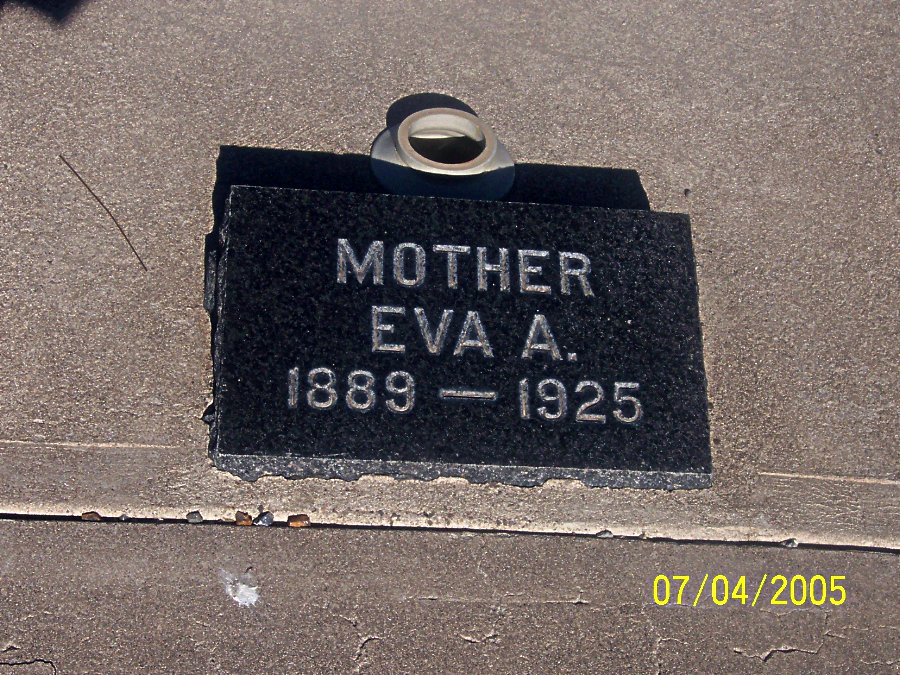 MOTHER
EVA A.
1889 — 1925
07/04/2005